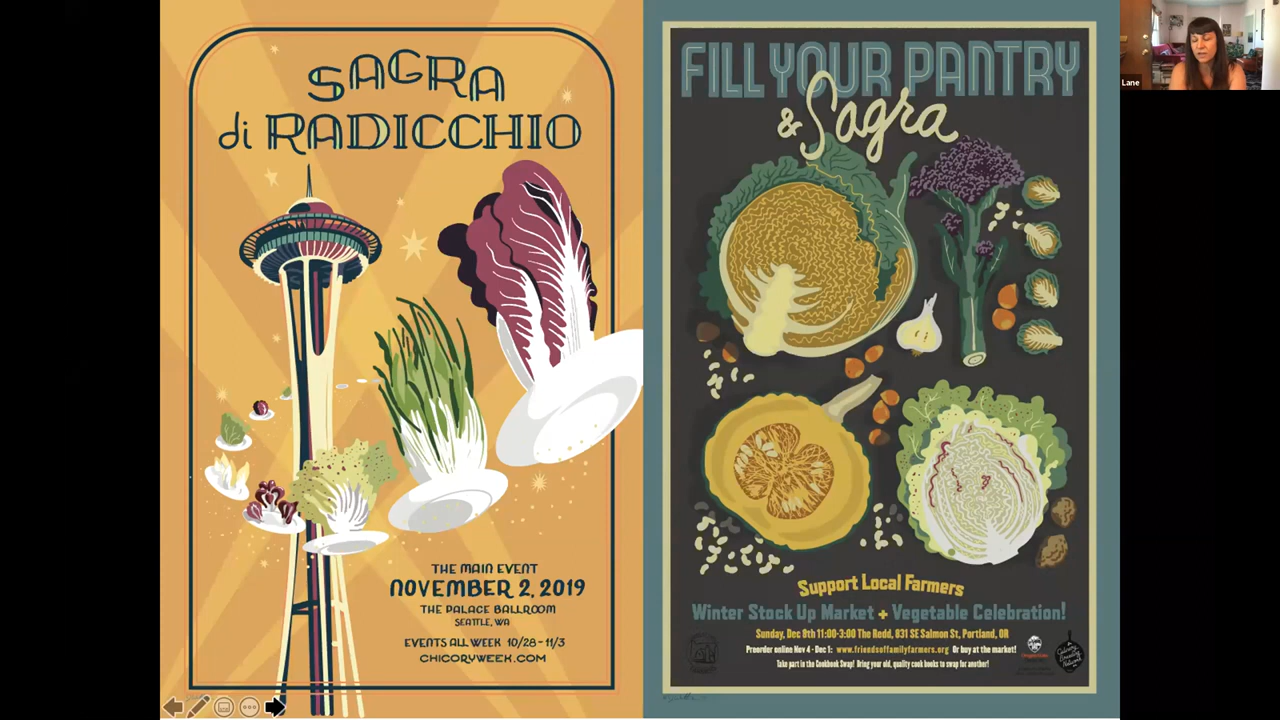 SAGRA
di RADICCHIO
THE MAIN EVENT
NOVEMBER 2, 2019
THE PALACE BALLROOM
SEATTLE, WA
EVENTS ALL WEEK 10/28-11/3
CHICORYWEEK.COM
FILL YOUR PANTRY
& Sagra
Support Local Farmers
Winter Stock Up Market + Vegetable Celebration!
Sunday, Dec 8th 11:00-3:00 The Redd, 831 SE Salmon St, Portland, OR
Preorder online Nov 4 - Dec 1: www.friendsoffamilyfarmers.org Or buy at the market!
Take part in the Cookbook Swap! Bring your old, quality cook books to swap for another!
Culinary
Breeding
Network
Lane